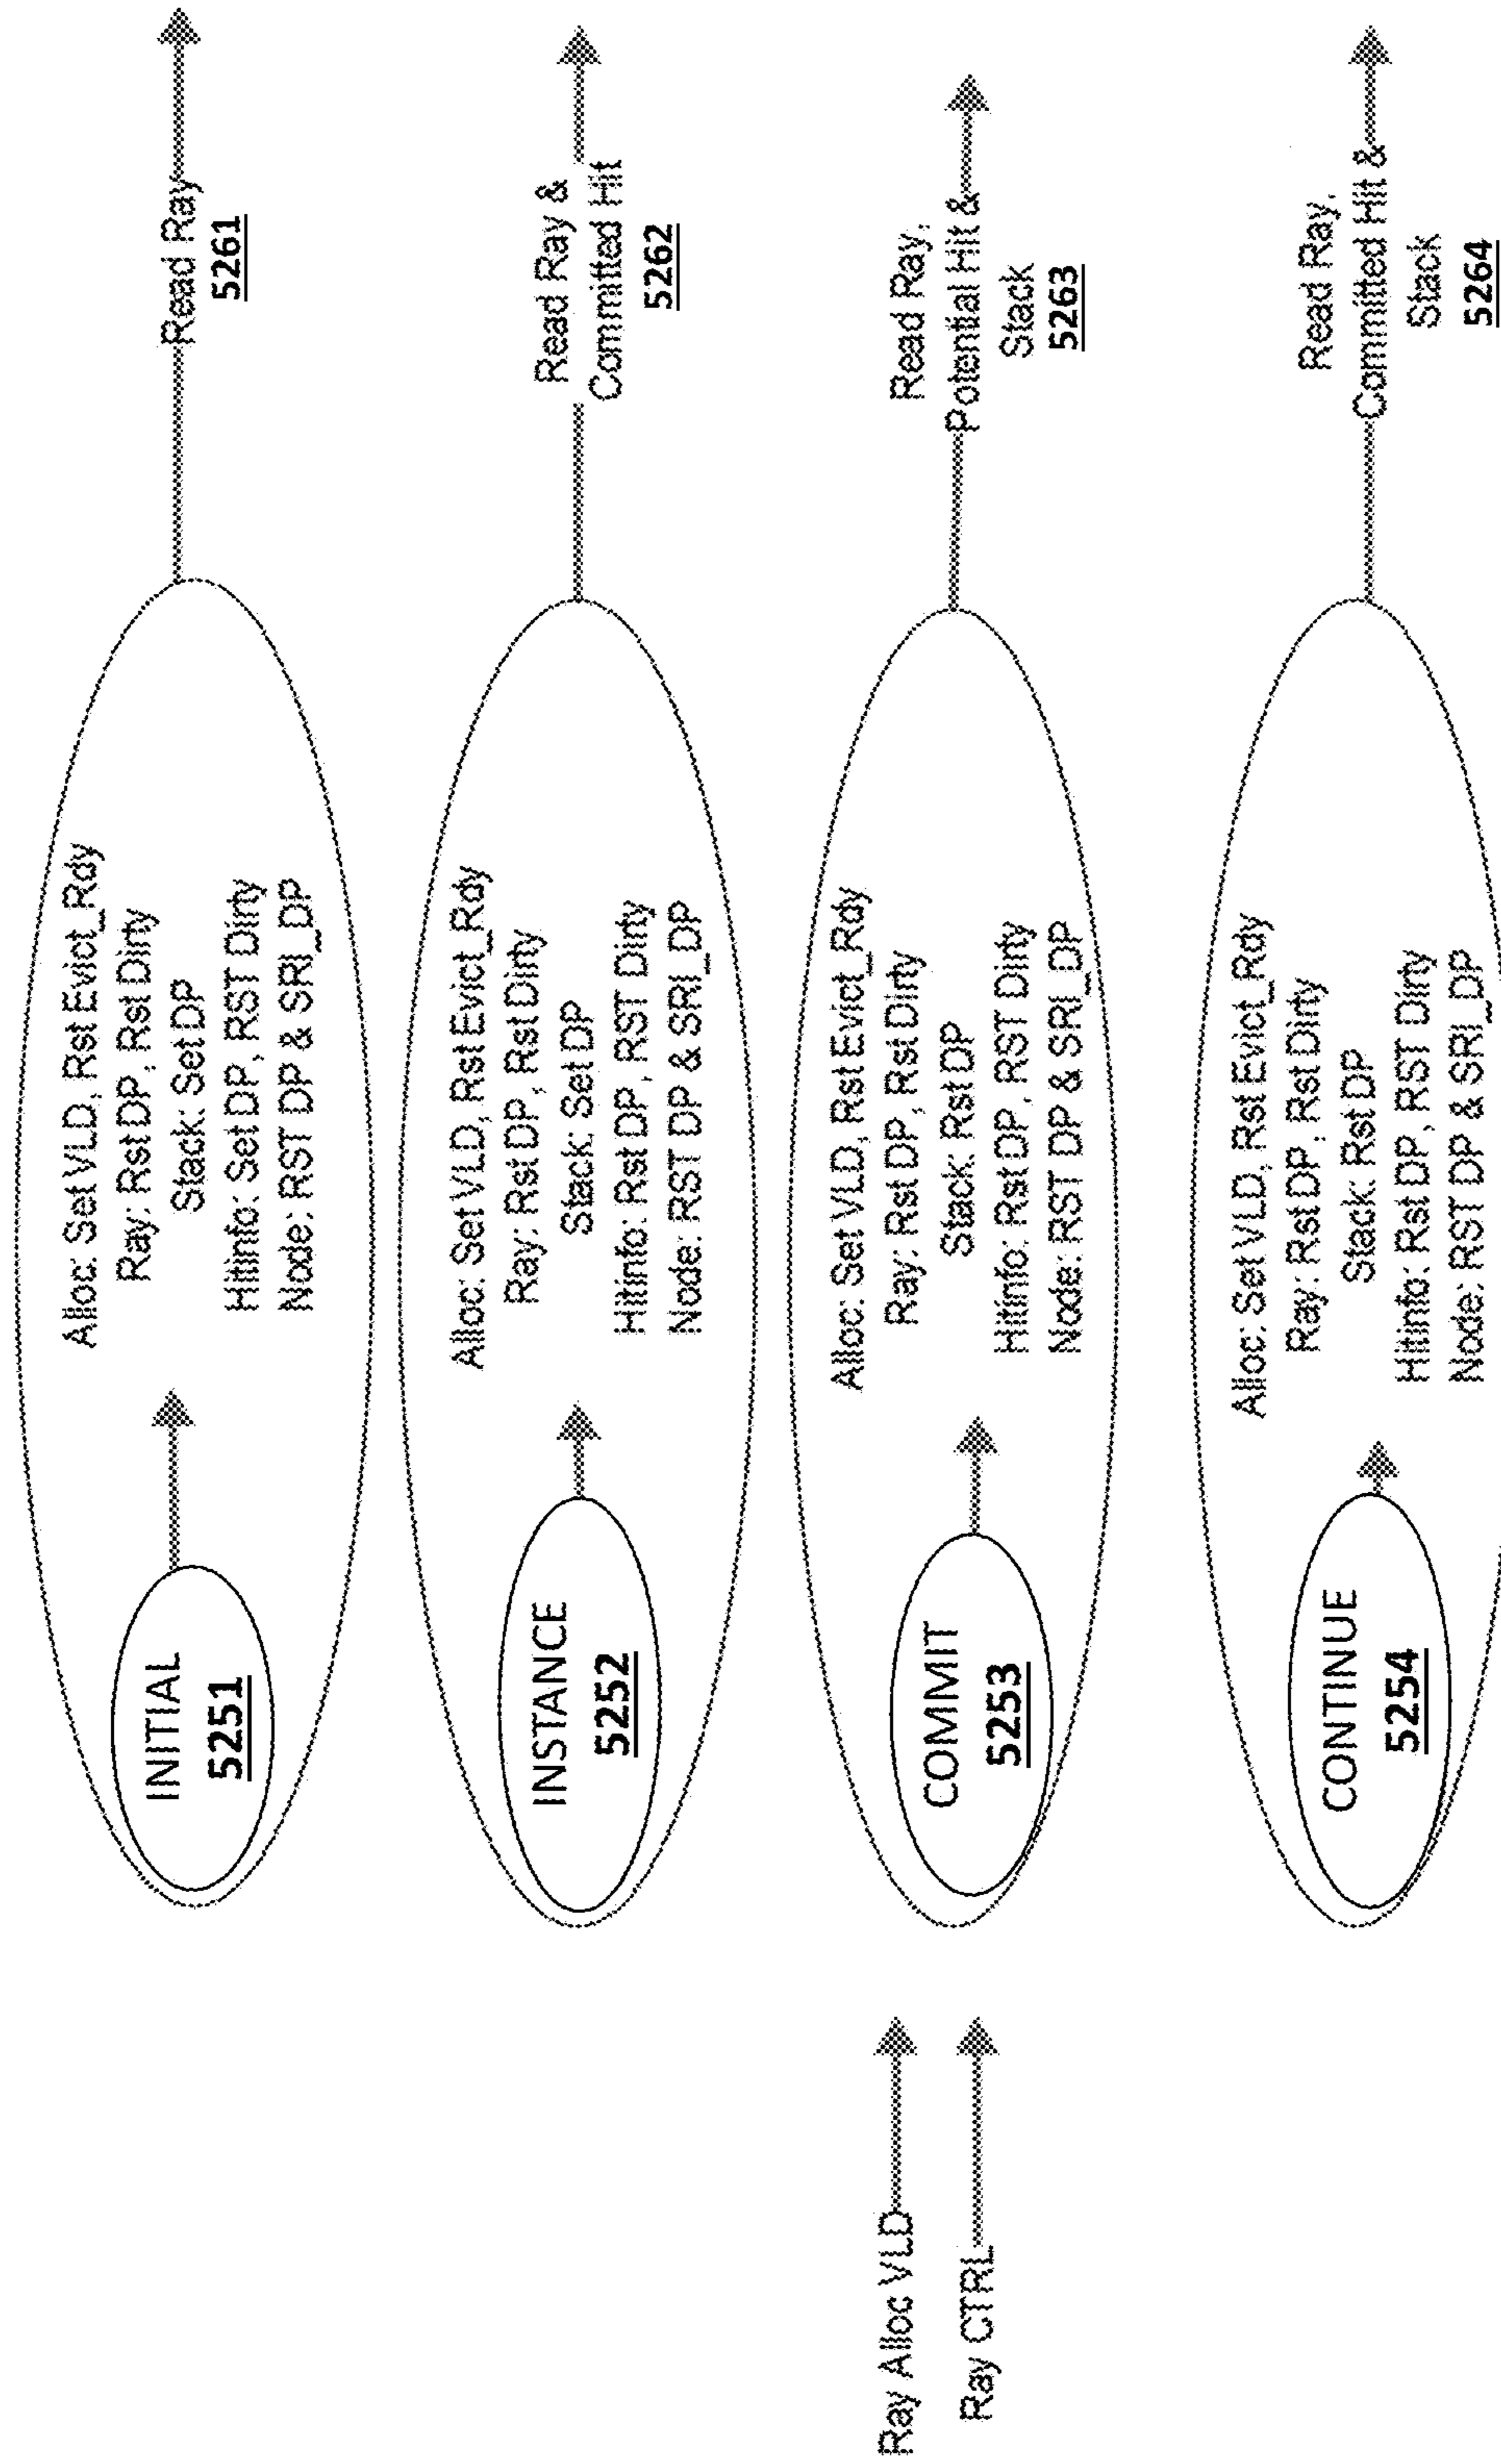 Ray Alloc VLD
Ray CTRL
INITIAL
5251
Alloc: Set VLD, Rst Evict_Rdy
Ray: Rst DP, Rst Dirty
Stack: Set DP
Hitinfo: Set DP, RST Dirty
Node: RST DP & SRI_DP
Read Ray
5261
INSTANCE
5252
Alloc: Set VLD, Rst Evict_Rdy
Ray: Rst DP, Rst Dirty
Stack: Set DP
Hitinfo: Rst DP, RST Dirty
Node: RST DP & SRI_DP
Read Ray &
Committed Hit
5262
COMMIT
5253
Alloc: Set VLD, Rst Evict_Rdy
Ray: Rst DP, Rst Dirty
Stack: Rst DP
Hitinfo: Rst DP, RST Dirty
Node: RST DP & SRI_DP
Read Ray,
Potential Hit &
Stack
5263
CONTINUE
5254
Alloc: Set VLD, Rst Evict_Rdy
Ray: Rst DP, Rst Dirty
Stack: Rst DP
Hitinfo: Rst DP, RST Dirty
Node: RST DP & SRI_DP
Read Ray,
Committed Hit &
Stack
5264